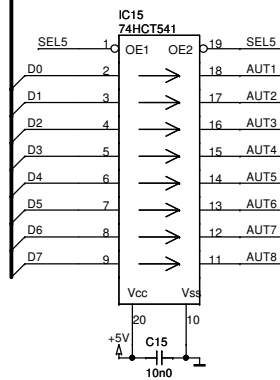 IC15
74HCT541
SEL5 1 OE1 OE2 19 SEL5
D0 2 18 AUT1
D1 3 17 AUT2
D2 4 16 AUT3
D3 5 15 AUT4
D4 6 14 AUT5
D5 7 13 AUT6
D6 8 12 AUT7
D7 9 11 AUT8
Vcc Vss
20 10
+5V C15
10n0